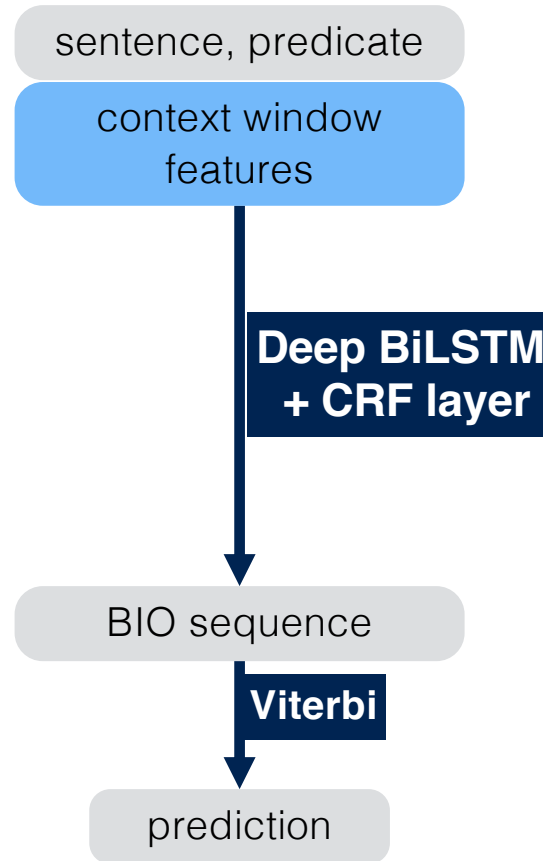 sentence, predicate
context window
features
Deep BiLSTM
+ CRF layer
BIO sequence
Viterbi
prediction